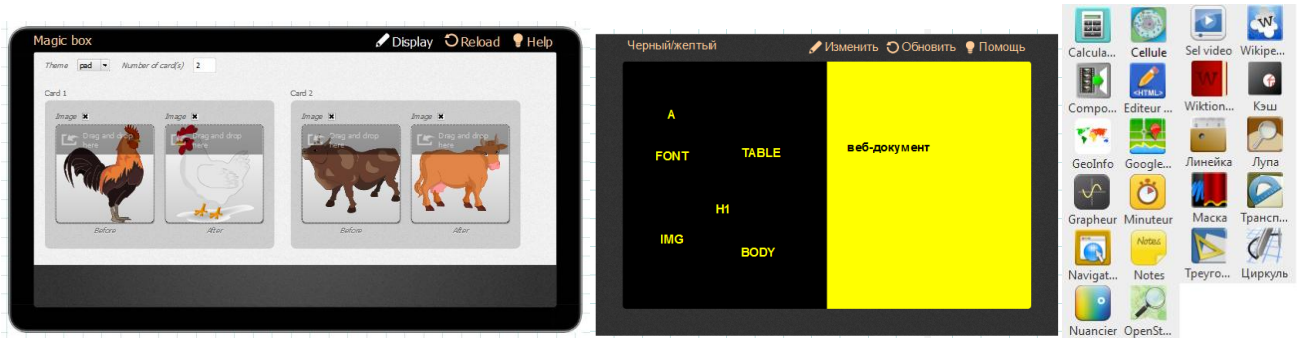 Magic box Display Reload Help
Theme pad Number of card(s) 2
Card 1 Card 2
Image Image Image Image
Drag and drop here Drag and drop here Drag and drop here Drag and drop here
Before After Before After
Черный/желтый Изменить Обновить Помощь
A
FONT TABLE
H1
IMG
BODY
веб-документ
Calcula... Cellule Sel video Wikipe...
W
Compo... Editeur ... Wiktion... Кэш
<HTML>
W
GeoInfo Google... Линейка Лупа
Grapheur Minuteur Маска Трансп...
Navigat... Notes Треуго... Циркуль
Notes
Nuancier OpenSt...